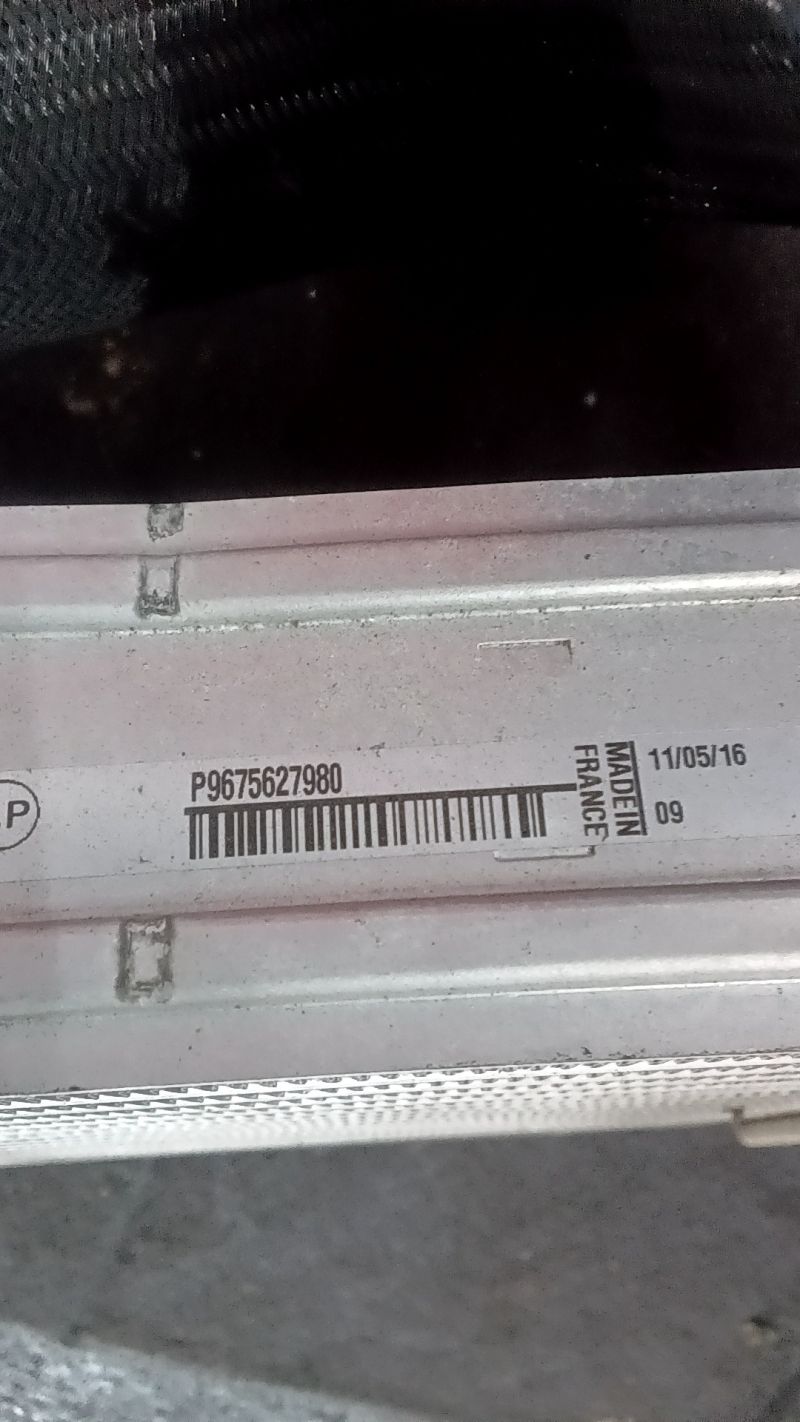 P
P9675627980
MADE IN
FRANCE
11/05/16
09